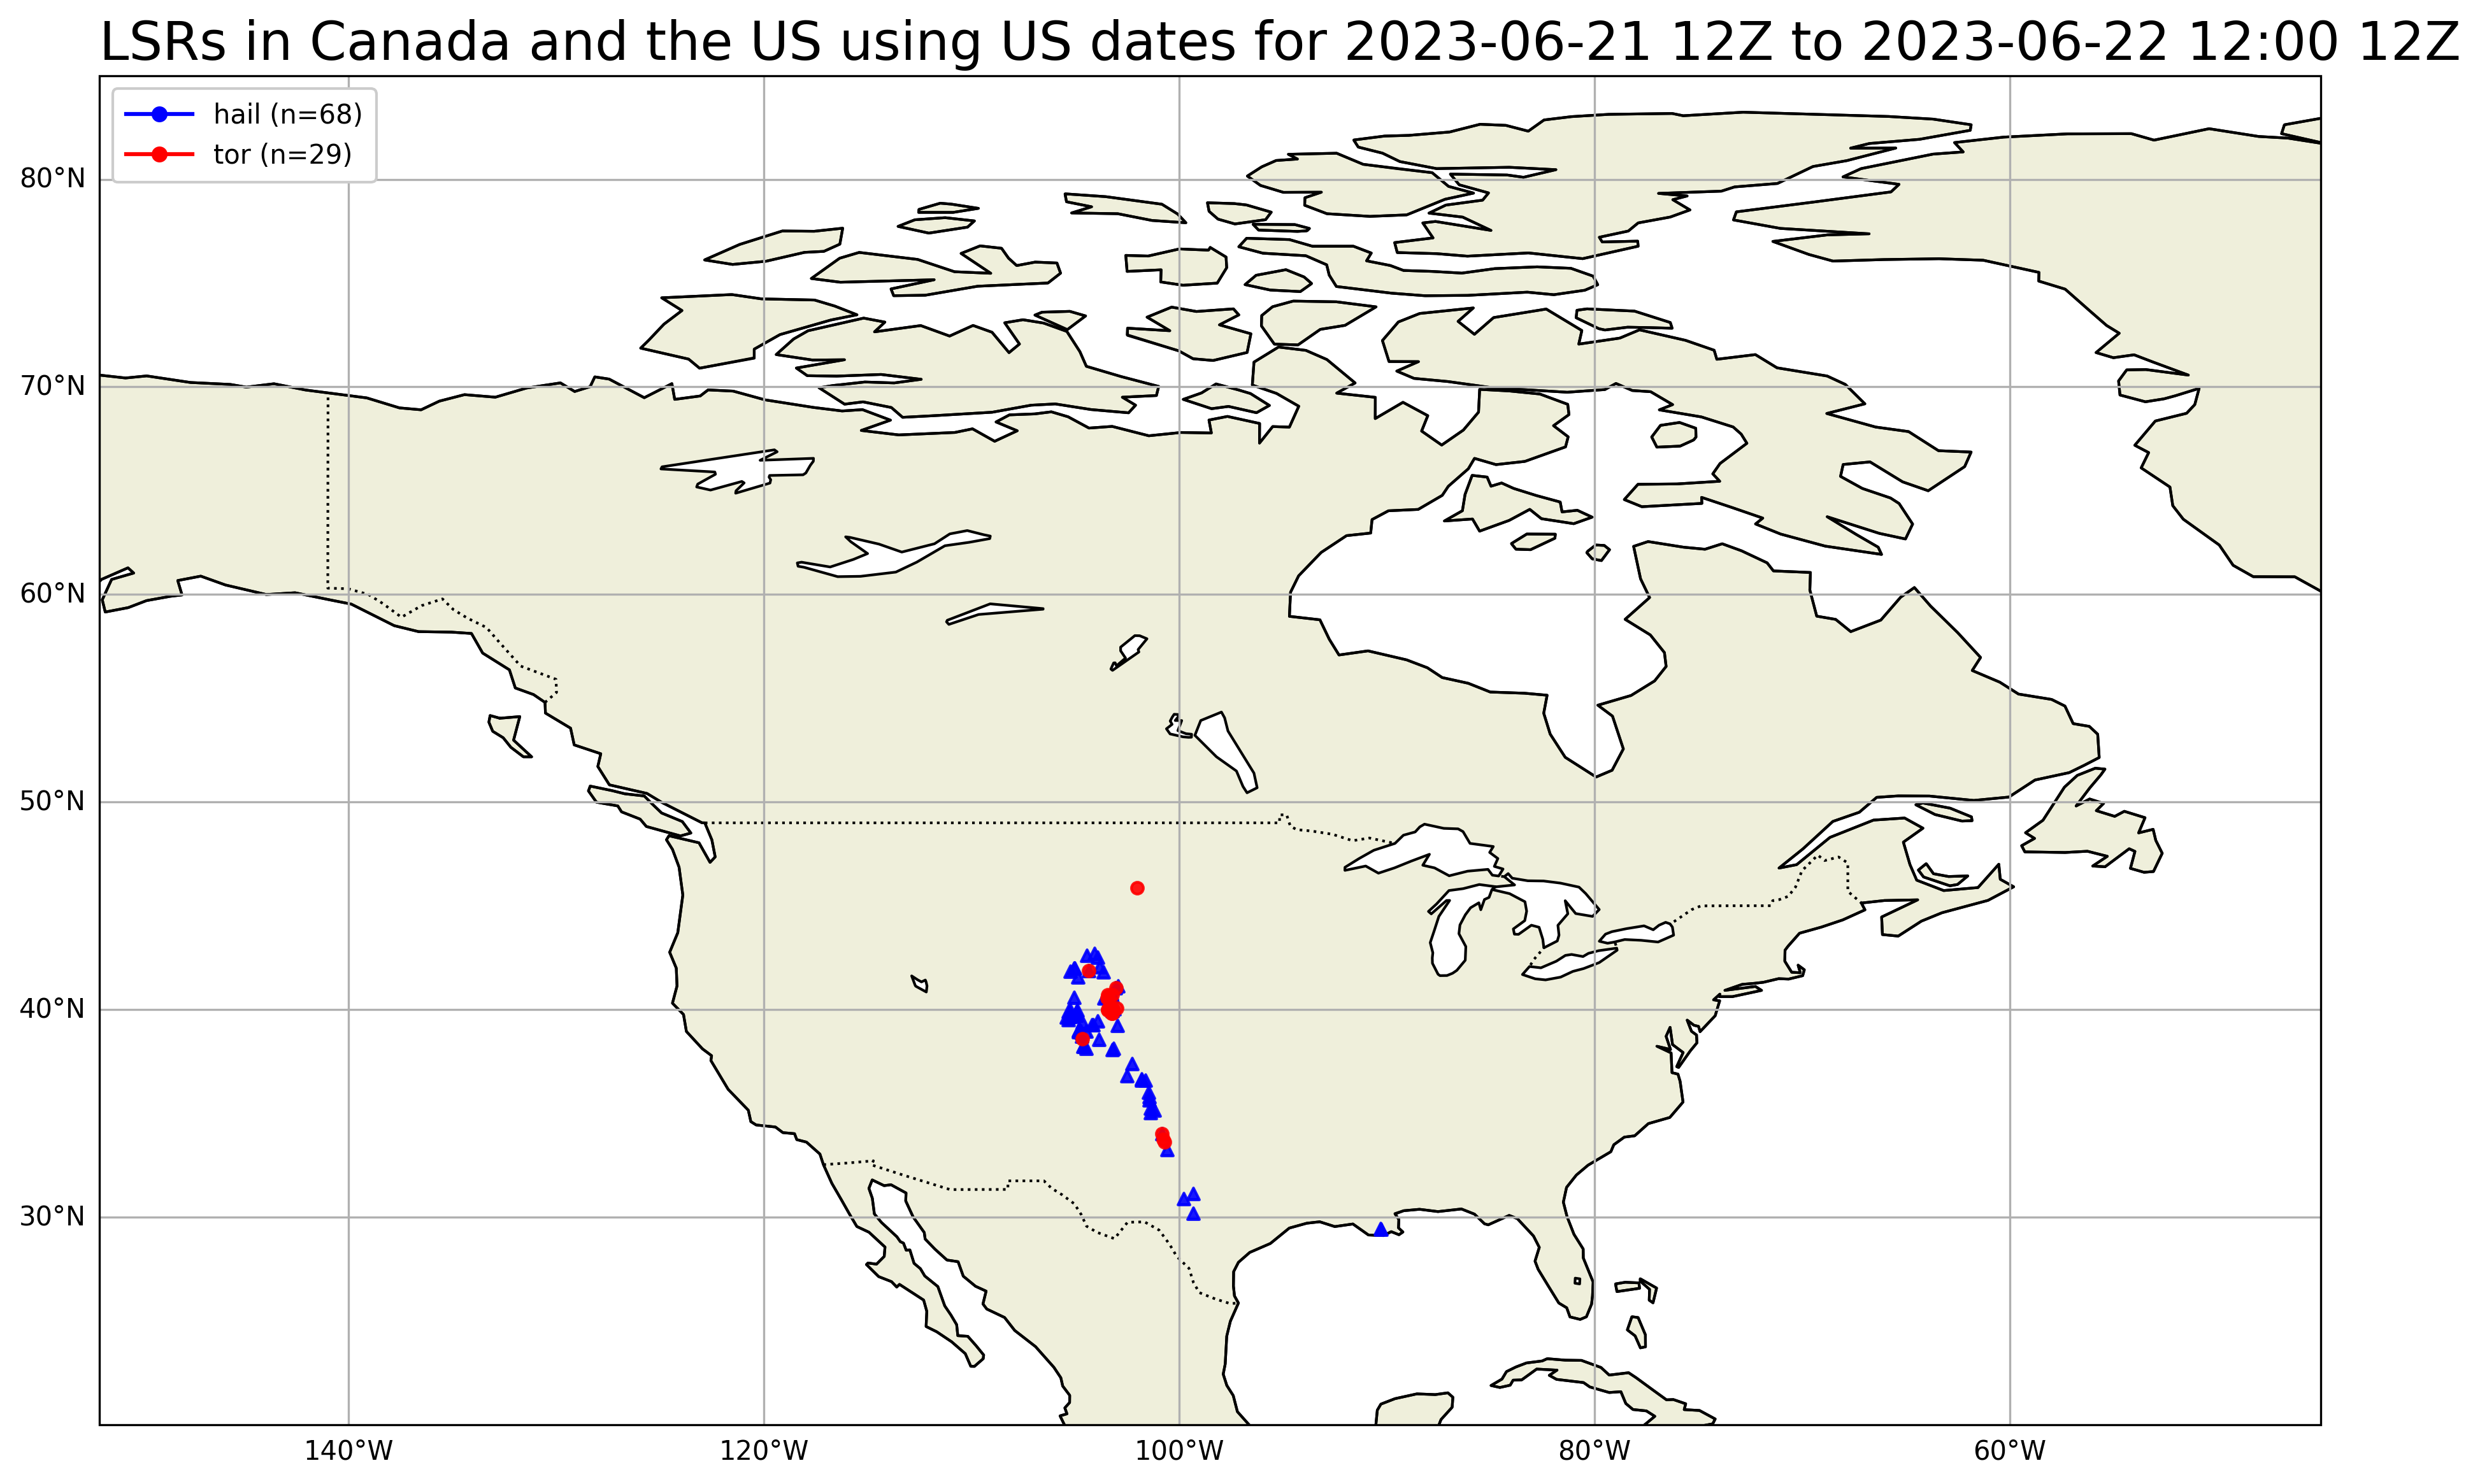 LSRs in Canada and the US using US dates for 2023-06-21 12Z to 2023-06-22 12:00 12Z
hail (n=68)
tor (n=29)
80°N
70°N
60°N
50°N
40°N
30°N
140°W
120°W
100°W
80°W
60°W